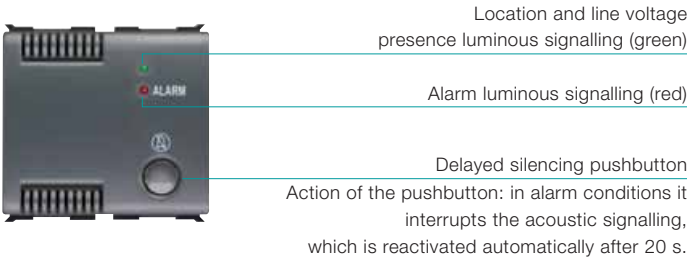 Location and line voltage
presence luminous signalling (green)
ALARM
Alarm luminous signalling (red)
Delayed silencing pushbutton
Action of the pushbutton: in alarm conditions it
interrupts the acoustic signalling,
which is reactivated automatically after 20 s.